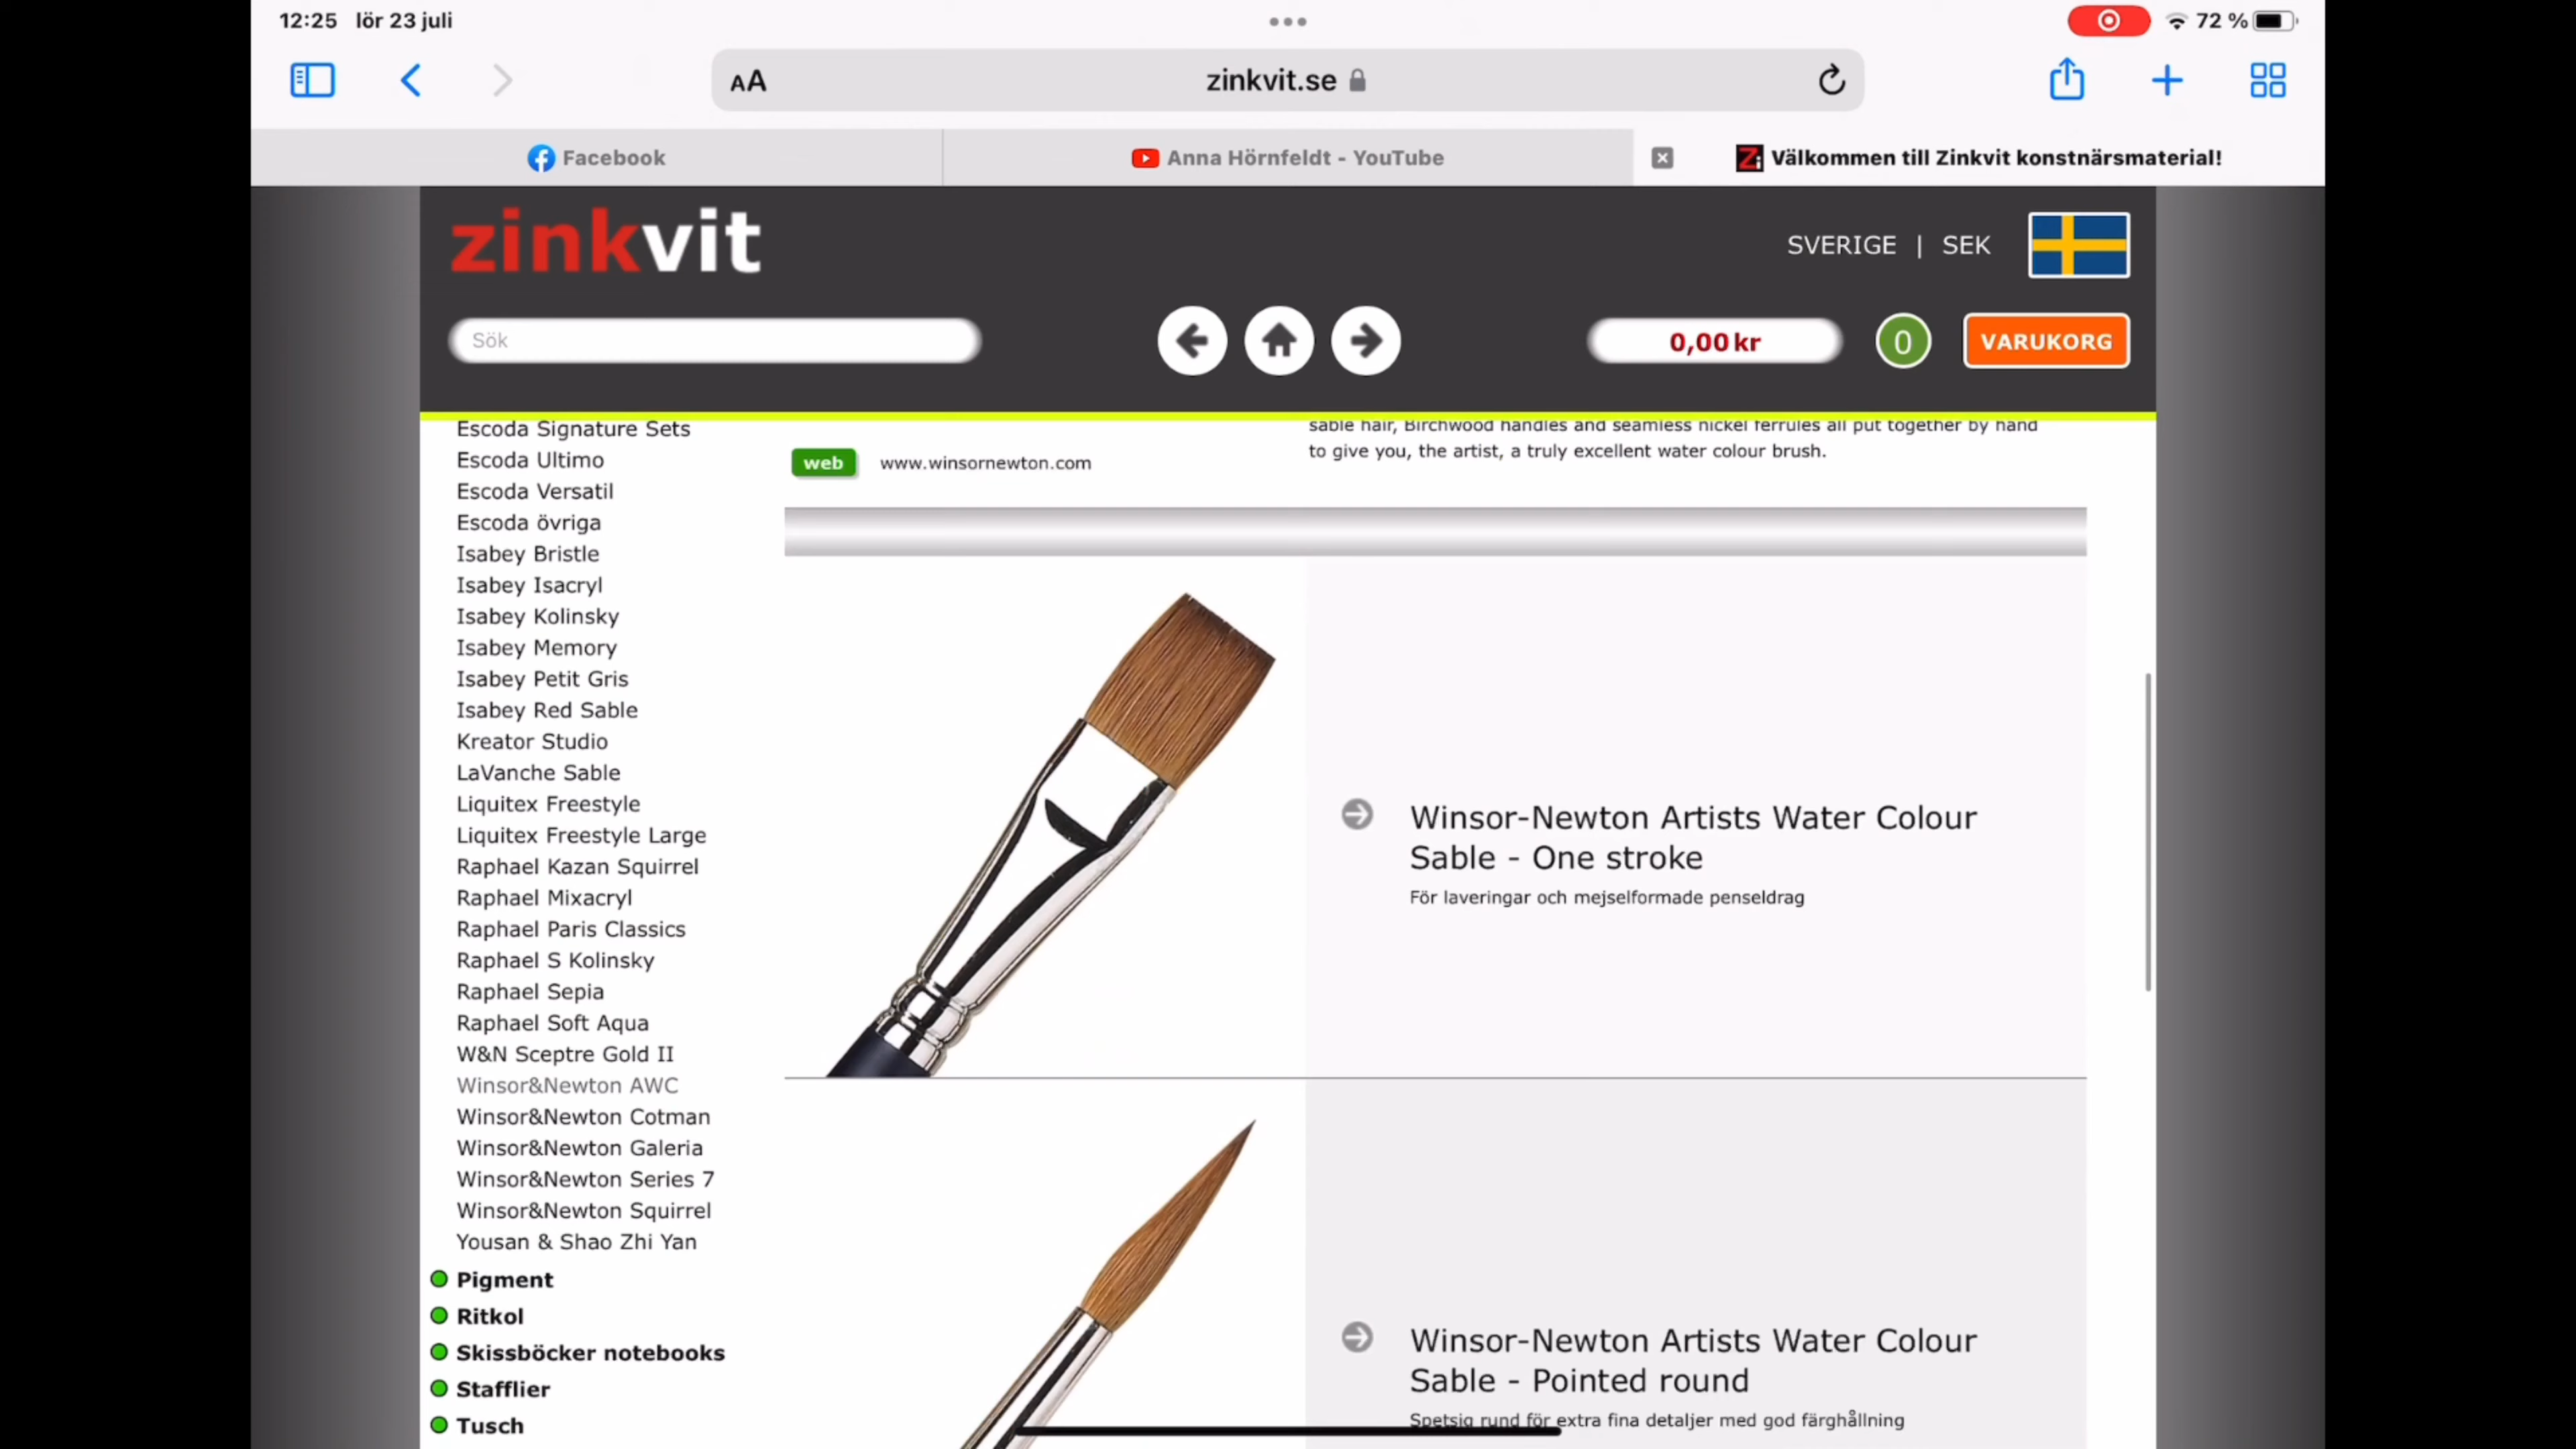 12:25 lör 23 juli
72 %
AA
zinkvit.se
Facebook
Anna Hörnfeldt - YouTube
Välkommen till Zinkvit konstnärsmaterial!
zinkvit
SVERIGE | SEK
Sök
0,00 kr
0
VARUKORG
Escoda Signature Sets
Escoda Ultimo
Escoda Versatil
Escoda övriga
Isabey Bristle
Isabey Isacryl
Isabey Kolinsky
Isabey Memory
Isabey Petit Gris
Isabey Red Sable
Kreator Studio
LaVanche Sable
Liquitex Freestyle
Liquitex Freestyle Large
Raphael Kazan Squirrel
Raphael Mixacryl
Raphael Paris Classics
Raphael S Kolinsky
Raphael Sepia
Raphael Soft Aqua
W&N Sceptre Gold II
Winsor&Newton AWC
Winsor&Newton Cotman
Winsor&Newton Galeria
Winsor&Newton Series 7
Winsor&Newton Squirrel
Yousan & Shao Zhi Yan
Pigment
Ritkol
Skissböcker notebooks
Stafflier
Tusch
web www.winsornewton.com
sable hair, Birchwood handles and seamless nickel ferrules all put together by hand
to give you, the artist, a truly excellent water colour brush.
Winsor-Newton Artists Water Colour
Sable - One stroke
För laveringar och mejselformade penseldrag
Winsor-Newton Artists Water Colour
Sable - Pointed round
Spetsig rund för extra fina detaljer med god färghållning